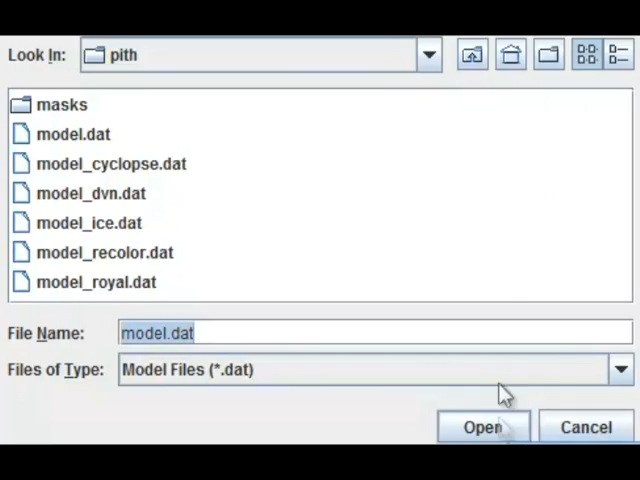 Look In: pith
masks
model.dat
model_cyclopse.dat
model_dvn.dat
model_ice.dat
model_recolor.dat
model_royal.dat
File Name: model.dat
Files of Type: Model Files (*.dat)
Open Cancel